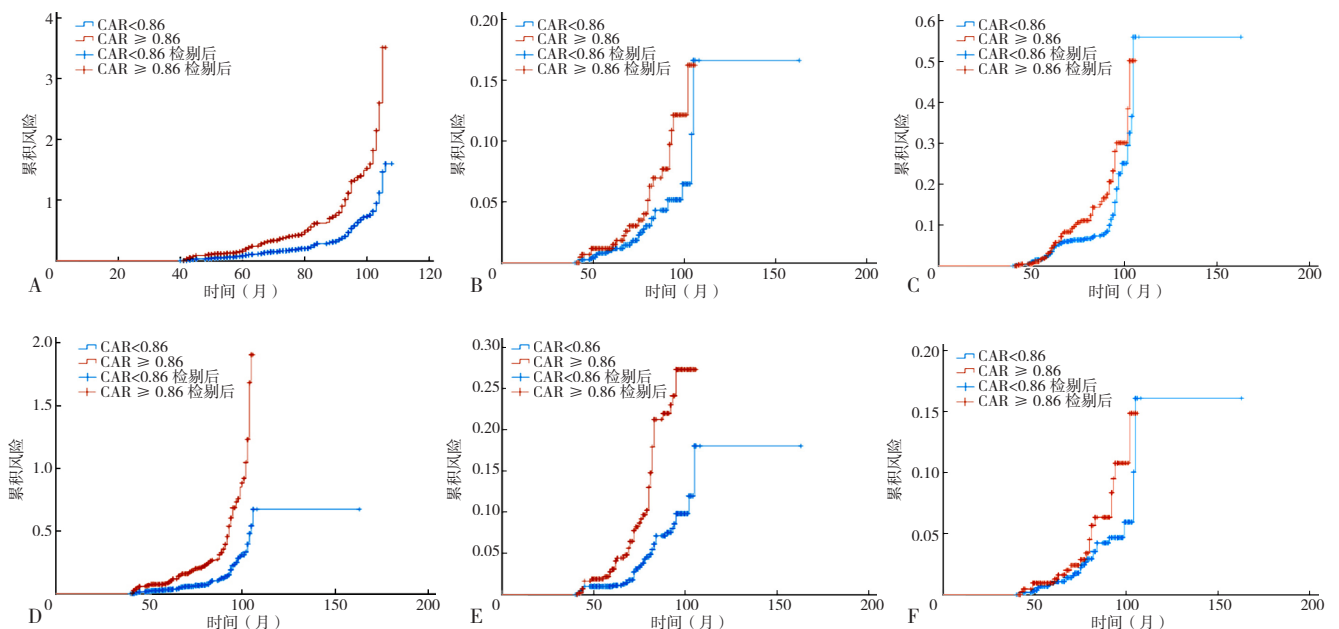 4
3
2
1
0
20
40
60
80
100
120
CAR<0.86
CAR ≥ 0.86
CAR<0.86 检剔后
CAR ≥ 0.86 检剔后
累积风险
时间（月）
A
0.20
0.15
0.10
0.05
0
50
100
150
200
CAR<0.86
CAR ≥ 0.86
CAR<0.86 检剔后
CAR ≥ 0.86 检剔后
累积风险
时间（月）
B
0.6
0.5
0.4
0.3
0.2
0.1
0
50
100
150
200
CAR<0.86
CAR ≥ 0.86
CAR<0.86 检剔后
CAR ≥ 0.86 检剔后
累积风险
时间（月）
C
2.0
1.5
1.0
0.5
0
50
100
150
200
CAR<0.86
CAR ≥ 0.86
CAR<0.86 检剔后
CAR ≥ 0.86 检剔后
累积风险
时间（月）
D
0.30
0.25
0.20
0.15
0.10
0.05
0
50
100
150
200
CAR<0.86
CAR ≥ 0.86
CAR<0.86 检剔后
CAR ≥ 0.86 检剔后
累积风险
时间（月）
E
0.20
0.15
0.10
0.05
0
50
100
150
200
CAR<0.86
CAR ≥ 0.86
CAR<0.86 检剔后
CAR ≥ 0.86 检剔后
累积风险
时间（月）
F